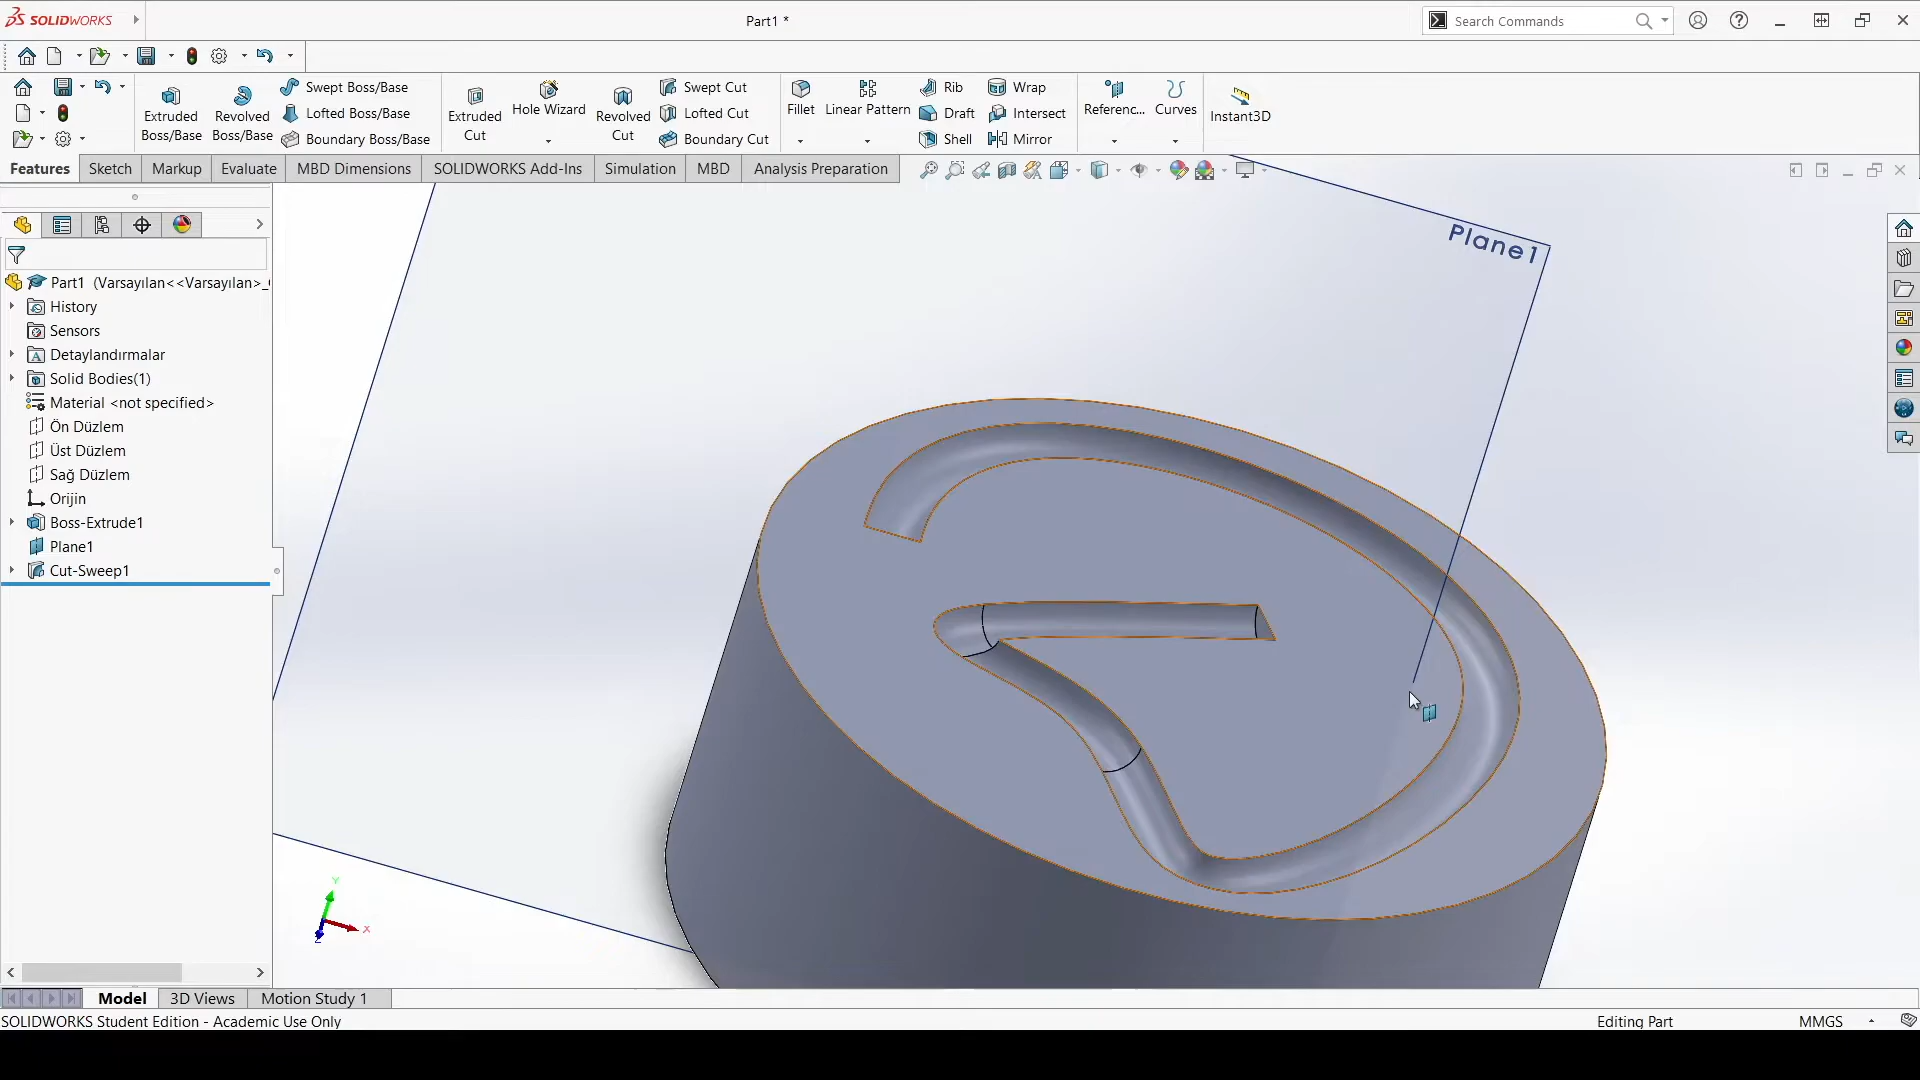 SOLIDWORKS
Part1 *
Search Commands
Extruded Boss/Base
Revolved Boss/Base
Swept Boss/Base
Lofted Boss/Base
Boundary Boss/Base
Extruded Cut
Hole Wizard
Revolved Cut
Swept Cut
Lofted Cut
Boundary Cut
Fillet
Linear Pattern
Rib
Draft
Shell
Wrap
Intersect
Mirror
Referenc...
Curves
Instant3D
Features
Sketch
Markup
Evaluate
MBD Dimensions
SOLIDWORKS Add-Ins
Simulation
MBD
Analysis Preparation
Part1 (Varsayılan<<Varsayılan>_
History
Sensors
Detaylandırmalar
Solid Bodies(1)
Material <not specified>
Ön Düzlem
Üst Düzlem
Sağ Düzlem
Orijin
Boss-Extrude1
Plane1
Cut-Sweep1
Plane1
Y
X
Z
Model
3D Views
Motion Study 1
SOLIDWORKS Student Edition - Academic Use Only
Editing Part
MMGS